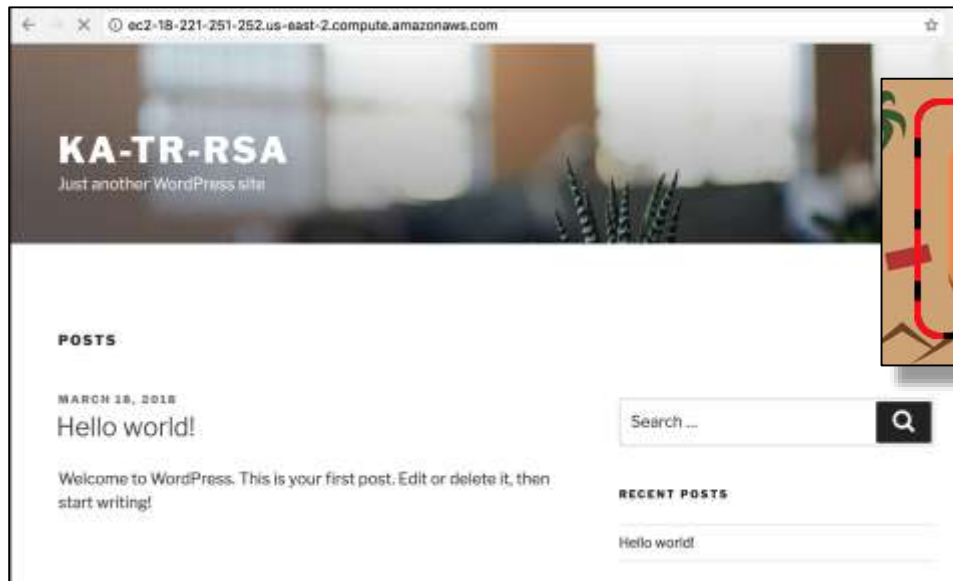 ec2-18-221-251-252.us-east-2.compute.amazonaws.com
KA-TR-RSA
Just another WordPress site
POSTS
MARCH 18, 2018
Hello world!
Welcome to WordPress. This is your first post. Edit or delete it, then
start writing!
Search ...
RECENT POSTS
Hello world!